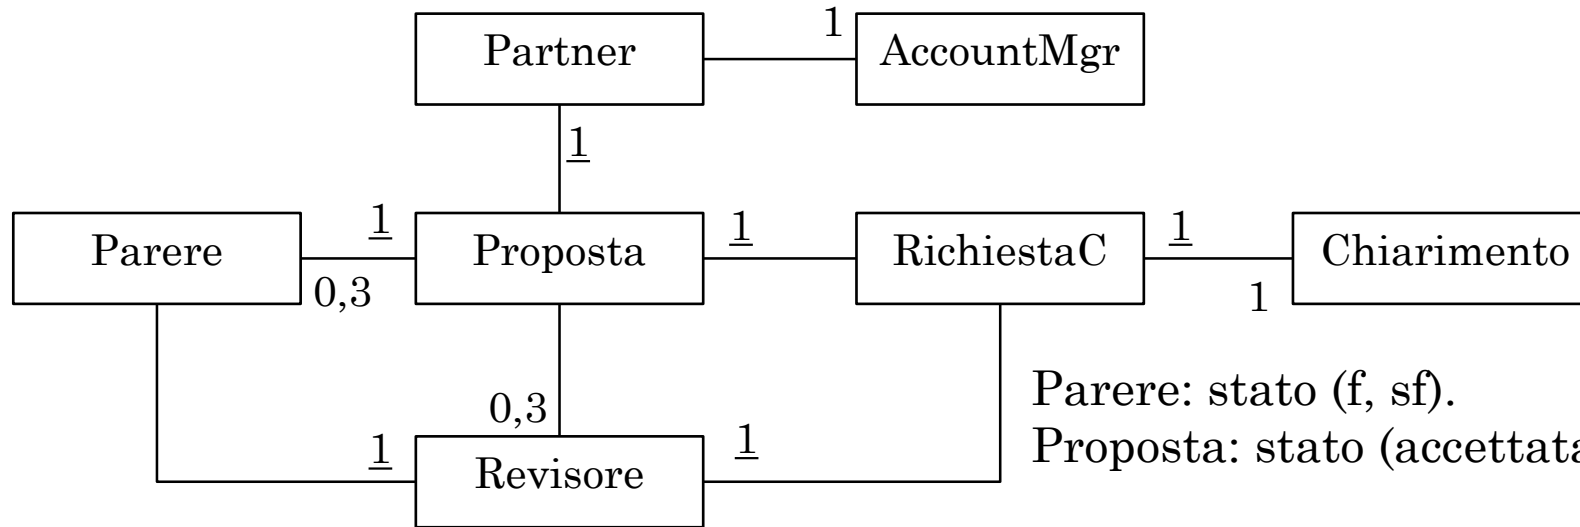 Partner
1
AccountMgr
1
Parere
1
0,3
Proposta
1
RichiestaC
1
1
Chiarimento
0,3
1
Revisore
1
Parere: stato (f, sf).
Proposta: stato (accettata